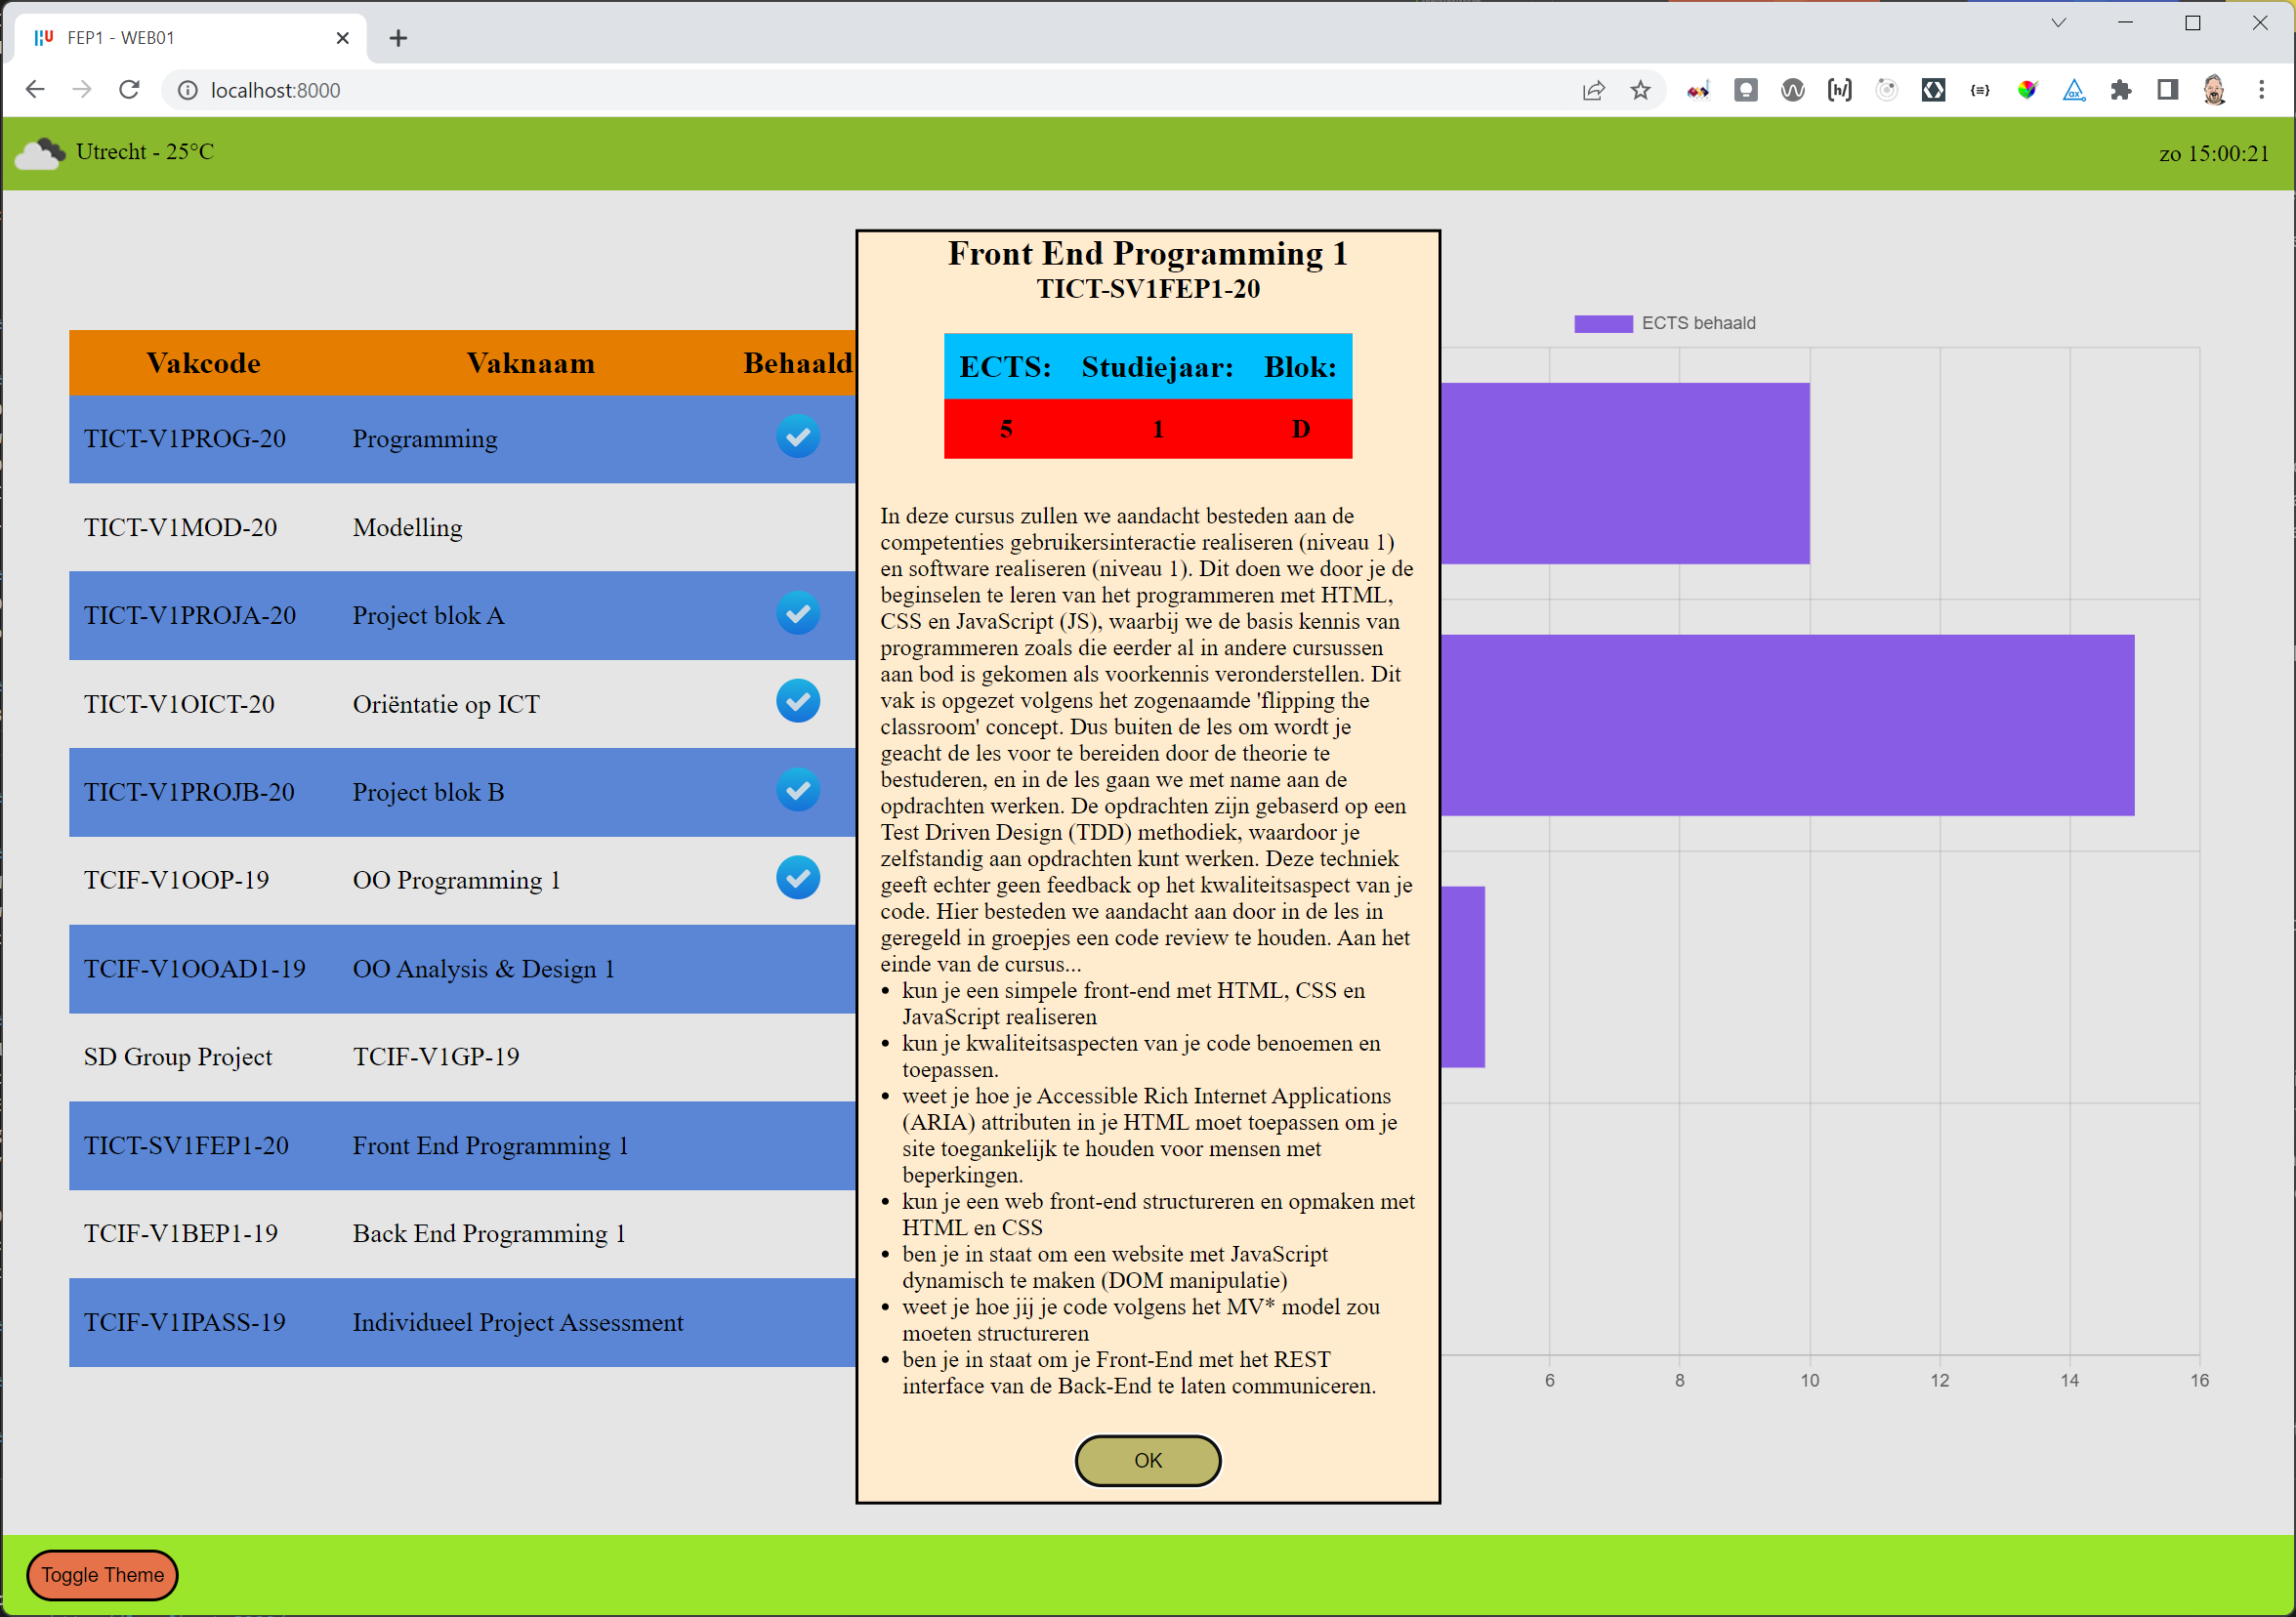 FEP1 - WEB01
localhost:8000
Utrecht - 25°C
zo 15:00:21
Vakcode Vaknaam Behaald
TICT-V1PROG-20 Programming
TICT-V1MOD-20 Modelling
TICT-V1PROJA-20 Project blok A
TICT-V1OICT-20 Oriëntatie op ICT
TICT-V1PROJB-20 Project blok B
TCIF-V1OOP-19 OO Programming 1
TCIF-V1OOAD1-19 OO Analysis & Design 1
SD Group Project TCIF-V1GP-19
TICT-SV1FEP1-20 Front End Programming 1
TCIF-V1BEP1-19 Back End Programming 1
TCIF-V1IPASS-19 Individueel Project Assessment
Front End Programming 1
TICT-SV1FEP1-20
ECTS: Studiejaar: Blok:
5 1 D
In deze cursus zullen we aandacht besteden aan de
competenties gebruikersinteractie realiseren (niveau 1)
en software realiseren (niveau 1). Dit doen we door je de
beginselen te leren van het programmeren met HTML,
CSS en JavaScript (JS), waarbij we de basis kennis van
programmeren zoals die eerder al in andere cursussen
aan bod is gekomen als voorkennis veronderstellen. Dit
vak is opgezet volgens het zogenaamde 'flipping the
classroom' concept. Dus buiten de les om wordt je
geacht de les voor te bereiden door de theorie te
bestuderen, en in de les gaan we met name aan de
opdrachten werken. De opdrachten zijn gebaserd op een
Test Driven Design (TDD) methodiek, waardoor je
zelfstandig aan opdrachten kunt werken. Deze techniek
geeft echter geen feedback op het kwaliteitsaspect van je
code. Hier besteden we aandacht aan door in de les in
geregeld in groepjes een code review te houden. Aan het
einde van de cursus...
• kun je een simpele front-end met HTML, CSS en
JavaScript realiseren
• kun je kwaliteitsaspecten van je code benoemen en
toepassen.
• weet je hoe je Accessible Rich Internet Applications
(ARIA) attributen in je HTML moet toepassen om je
site toegankelijk te houden voor mensen met
beperkingen.
• kun je een web front-end structureren en opmaken met
HTML en CSS
• ben je in staat om een website met JavaScript
dynamisch te maken (DOM manipulatie)
• weet je hoe jij je code volgens het MV* model zou
moeten structureren
• ben je in staat om je Front-End met het REST
interface van de Back-End te laten communiceren.
OK
ECTS behaald
6 8 10 12 14 16
Toggle Theme